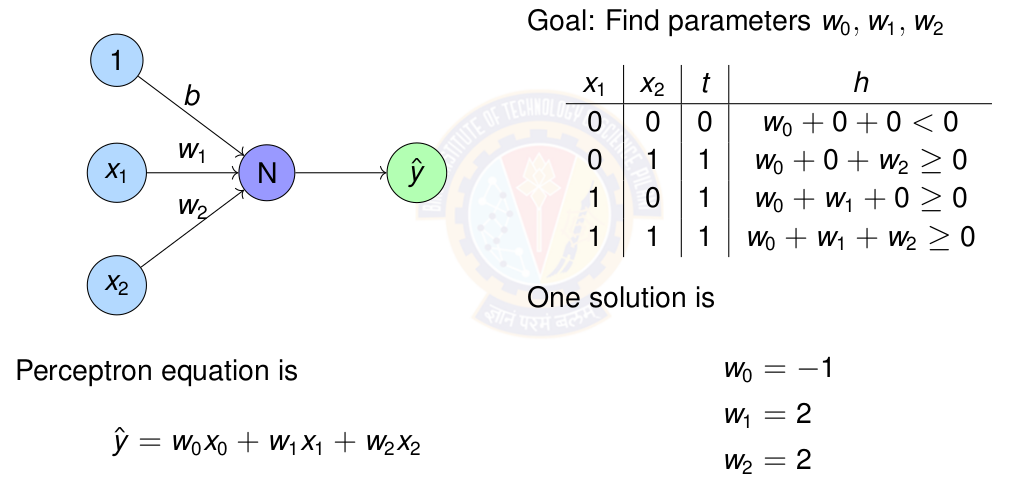 1
b
x₁
w₁
N
ŷ
w₂
x₂
Perceptron equation is
ŷ = w₀x₀ + w₁x₁ + w₂x₂
Goal: Find parameters w₀, w₁, w₂
x₁ x₂ t h
0 0 0 w₀ + 0 + 0 < 0
0 1 1 w₀ + 0 + w₂ ≥ 0
1 0 1 w₀ + w₁ + 0 ≥ 0
1 1 1 w₀ + w₁ + w₂ ≥ 0
One solution is
w₀ = −1
w₁ = 2
w₂ = 2
ज्ञानं परमं बलम्